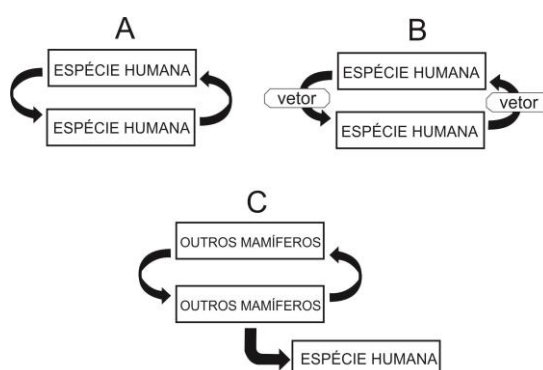 A
ESPÉCIE HUMANA
ESPÉCIE HUMANA
B
ESPÉCIE HUMANA
vetor
vetor
ESPÉCIE HUMANA
C
OUTROS MAMÍFEROS
OUTROS MAMÍFEROS
ESPÉCIE HUMANA